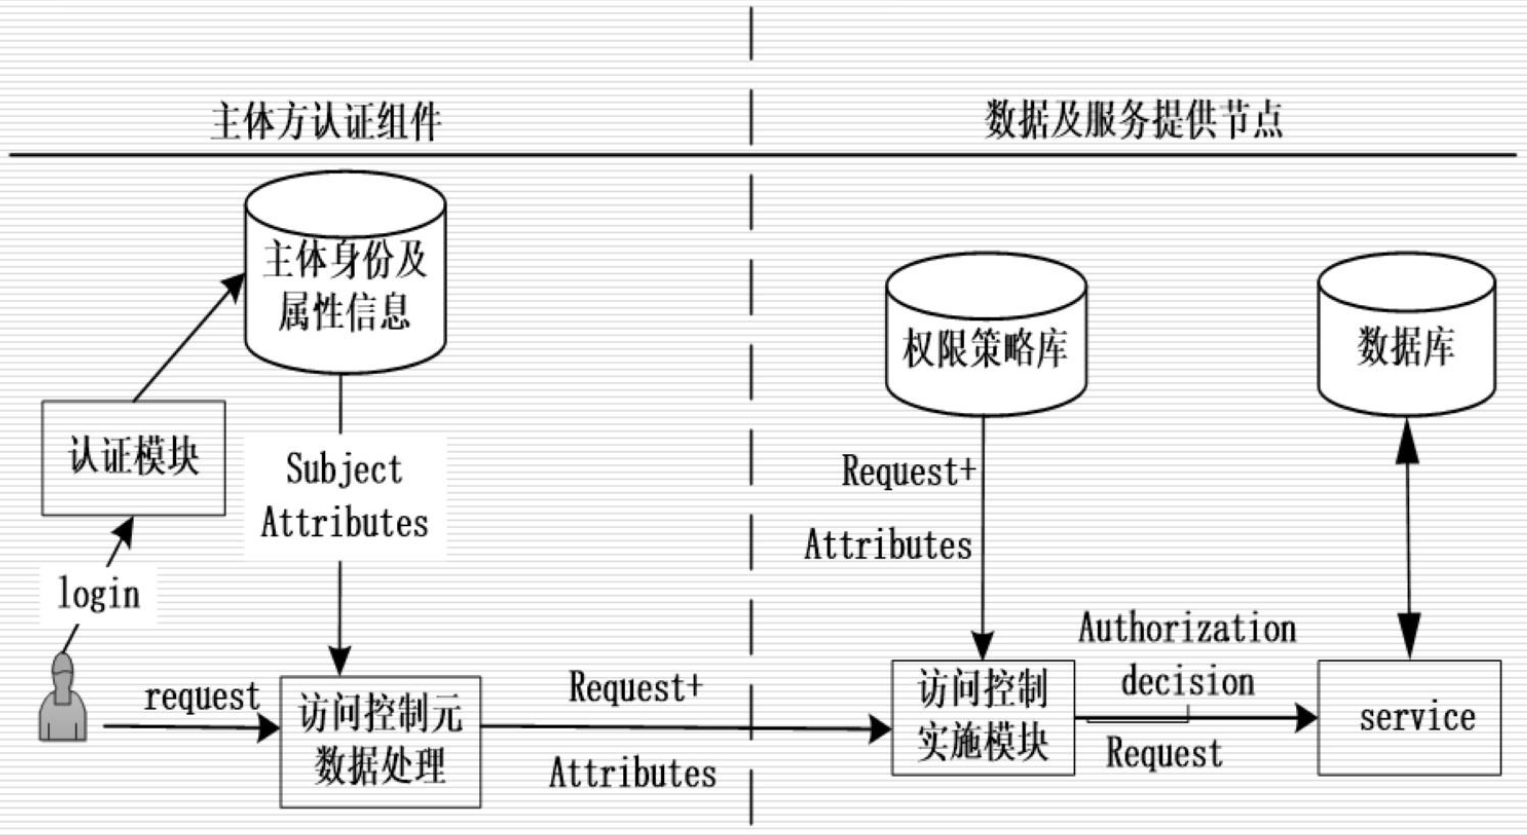 主体方认证组件
数据及服务提供节点
主体身份及
属性信息
权限策略库
数据库
认证模块
Subject
Attributes
login
Request+
Attributes
request
访问控制元
数据处理
Request+
Attributes
访问控制
实施模块
Authorization
decision
Request
service